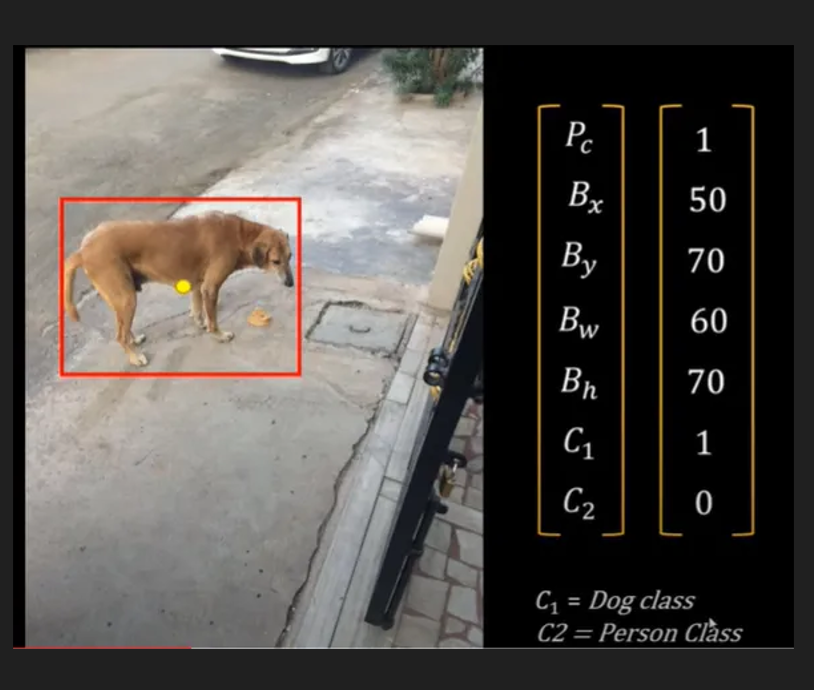 P_c 1
B_x 50
B_y 70
B_w 60
B_h 70
C_1 1
C_2 0
C_1 = Dog class
C2 = Person Class